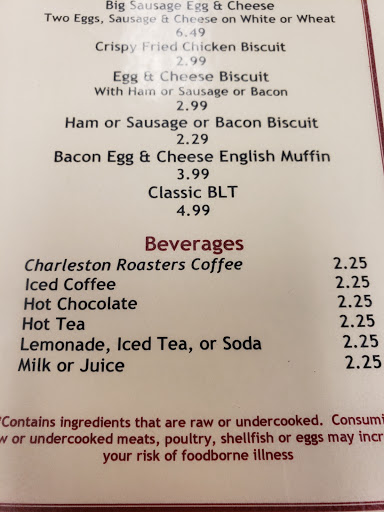 Big Sausage Egg & Cheese
Two Eggs, Sausage & Cheese on White or Wheat
6.49
Crispy Fried Chicken Biscuit
2.99
Egg & Cheese Biscuit
With Ham or Sausage or Bacon
2.99
Ham or Sausage or Bacon Biscuit
2.29
Bacon Egg & Cheese English Muffin
3.99
Classic BLT
4.99
Beverages
Charleston Roasters Coffee 2.25
Iced Coffee 2.25
Hot Chocolate 2.25
Hot Tea 2.25
Lemonade, Iced Tea, or Soda 2.25
Milk or Juice 2.25
*Contains ingredients that are raw or undercooked. Consumi
w or undercooked meats, poultry, shellfish or eggs may incr
your risk of foodborne illness